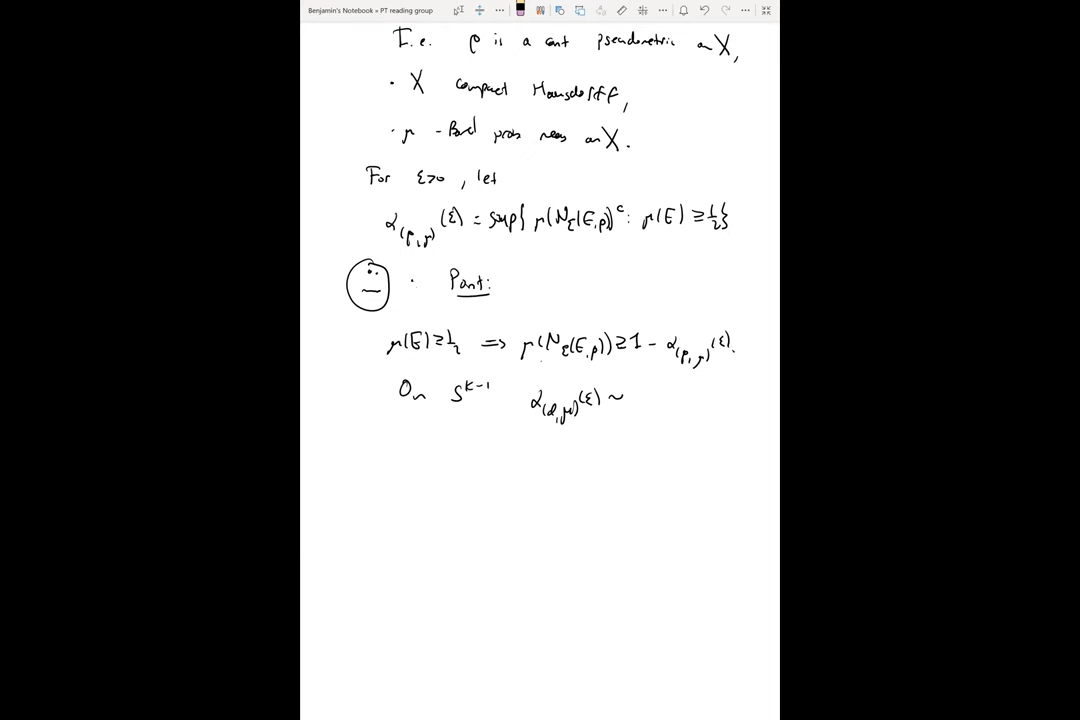 Benjamin's Notebook » PT reading group
I.e. ρ is a cont pseudometric on X,
· X compact Hausdorff,
· μ - Borel prob meas on X.
For ε>0, let
α_(ρ,μ)(ε) = sup{ μ(N_ε(E,ρ))^c : μ(E) ≥ 1/2 }
· Point:
μ(E) ≥ 1/2 => μ(N_ε(E,ρ)) ≥ 1 - α_(ρ,μ)(ε).
On S^{k-1} α_(d,μ)(ε) ~